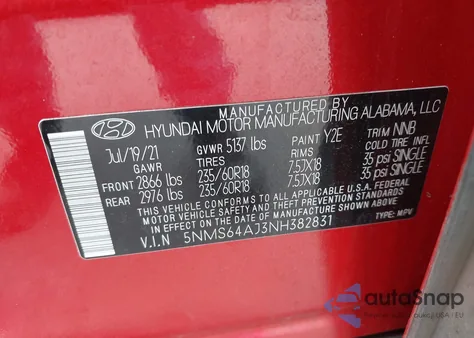 MANUFACTURED BY
HYUNDAI MOTOR MANUFACTURING ALABAMA, LLC
Jul/19/21 GVWR 5137 lbs PAINT Y2E TRIM NNB
GAWR TIRES RIMS COLD TIRE INFL
FRONT 2866 lbs 235/60R18 7.5JX18 35 psi SINGLE
REAR 2976 lbs 235/60R18 7.5JX18 35 psi SINGLE
THIS VEHICLE CONFORMS TO ALL APPLICABLE U.S. FEDERAL
MOTOR VEHICLE SAFETY AND THEFT PREVENTION STANDARDS
IN EFFECT ON THE DATE OF MANUFACTURE SHOWN ABOVE.
V.I.N 5NMS64AJ3NH382831 TYPE: MPV
autoSnap